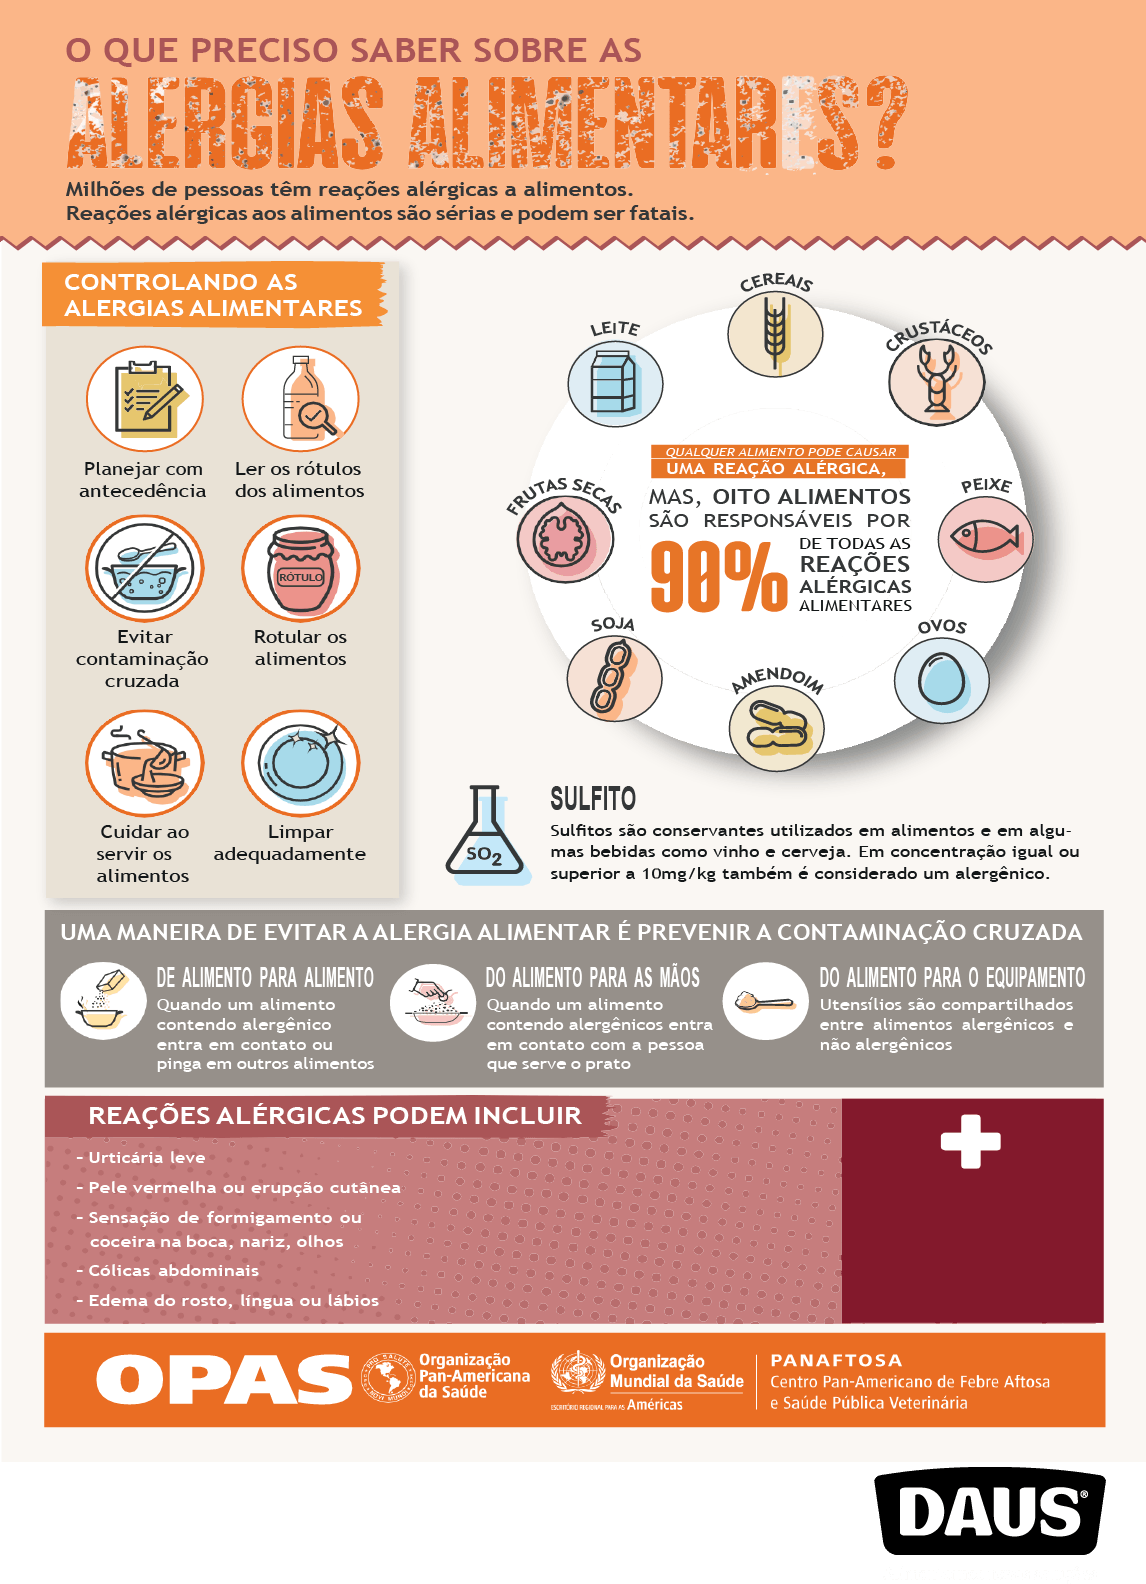 O QUE PRECISO SABER SOBRE AS
ALERGIAS ALIMENTARES?
Milhões de pessoas têm reações alérgicas a alimentos.
Reações alérgicas aos alimentos são sérias e podem ser fatais.
CONTROLANDO AS
ALERGIAS ALIMENTARES
Planejar com
antecedência
Ler os rótulos
dos alimentos
Evitar
contaminação
cruzada
RÓTULO
Rotular os
alimentos
Cuidar ao
servir os
alimentos
Limpar
adequadamente
CEREAIS
CRUSTÁCEOS
PEIXE
OVOS
AMENDOIM
SOJA
FRUTAS SECAS
LEITE
QUALQUER ALIMENTO PODE CAUSAR
UMA REAÇÃO ALÉRGICA,
MAS, OITO ALIMENTOS
SÃO RESPONSÁVEIS POR
90%
DE TODAS AS
REAÇÕES
ALÉRGICAS
ALIMENTARES
SO2
SULFITO
Sulfitos são conservantes utilizados em alimentos e em algu-
mas bebidas como vinho e cerveja. Em concentração igual ou
superior a 10mg/kg também é considerado um alergênico.
UMA MANEIRA DE EVITAR A ALERGIA ALIMENTAR É PREVENIR A CONTAMINAÇÃO CRUZADA
DE ALIMENTO PARA ALIMENTO
Quando um alimento
contendo alergênico
entra em contato ou
pinga em outros alimentos
DO ALIMENTO PARA AS MÃOS
Quando um alimento
contendo alergênicos entra
em contato com a pessoa
que serve o prato
DO ALIMENTO PARA O EQUIPAMENTO
Utensílios são compartilhados
entre alimentos alergênicos e
não alergênicos
REAÇÕES ALÉRGICAS PODEM INCLUIR
- Urticária leve
- Pele vermelha ou erupção cutânea
- Sensação de formigamento ou
coceira na boca, nariz, olhos
- Cólicas abdominais
- Edema do rosto, língua ou lábios
OPAS
PRO SALUTE
NOVI MUNDI
Organização
Pan-Americana
da Saúde
Organização
Mundial da Saúde
ESCRITÓRIO REGIONAL PARA AS Américas
PANAFTOSA
Centro Pan-Americano de Febre Aftosa
e Saúde Pública Veterinária
DAUS®